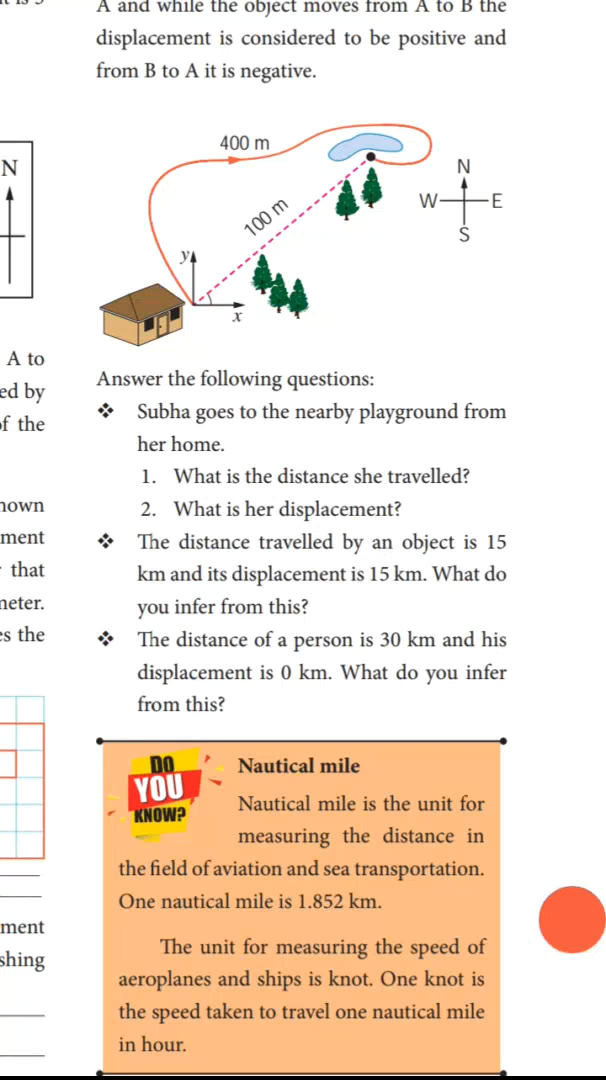 A and while the object moves from A to B the
displacement is considered to be positive and
from B to A it is negative.
N
400 m
100 m
N
W
E
S
y
x
A to
ed by
of the
Answer the following questions:
❖ Subha goes to the nearby playground from
her home.
1. What is the distance she travelled?
2. What is her displacement?
❖ The distance travelled by an object is 15
km and its displacement is 15 km. What do
you infer from this?
❖ The distance of a person is 30 km and his
displacement is 0 km. What do you infer
from this?
nown
ment
that
meter.
es the
DO
YOU
KNOW?
Nautical mile
Nautical mile is the unit for
measuring the distance in
the field of aviation and sea transportation.
One nautical mile is 1.852 km.
The unit for measuring the speed of
aeroplanes and ships is knot. One knot is
the speed taken to travel one nautical mile
in hour.
ment
shing